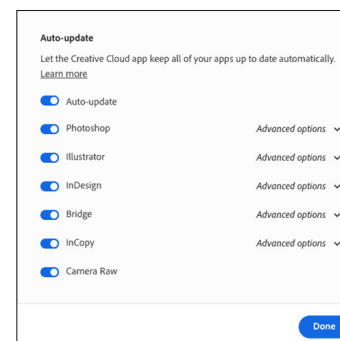 Auto-update
Let the Creative Cloud app keep all of your apps up to date automatically.
Learn more
Auto-update
Photoshop Advanced options
Illustrator Advanced options
InDesign Advanced options
Bridge Advanced options
InCopy Advanced options
Camera Raw
Done